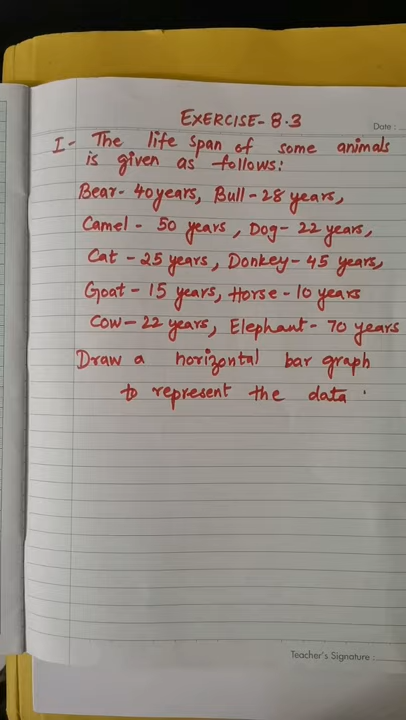 EXERCISE-8.3
Date :
I- The life span of some animals
is given as follows:
Bear- 40 years, Bull-28 years,
Camel- 50 years, Dog-22 years,
Cat -25 years, Donkey-45 years,
Goat-15 years, Horse-10 years
Cow-22 years, Elephant-70 years
Draw a horizontal bar graph
to represent the data.
Teacher's Signature :